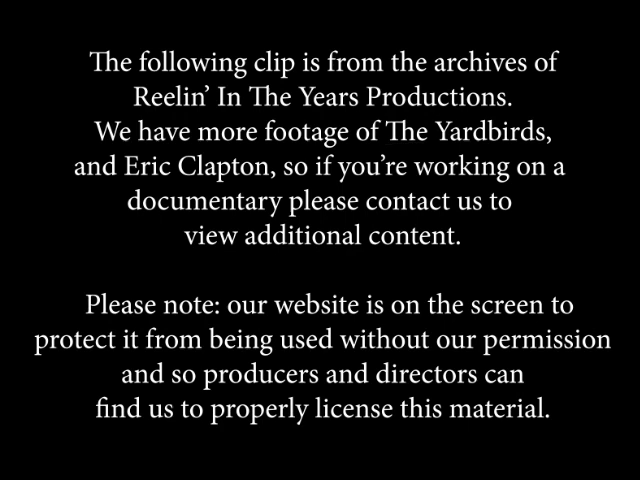 The following clip is from the archives of
Reelin’ In The Years Productions.
We have more footage of The Yardbirds,
and Eric Clapton, so if you’re working on a
documentary please contact us to
view additional content.
Please note: our website is on the screen to
protect it from being used without our permission
and so producers and directors can
find us to properly license this material.